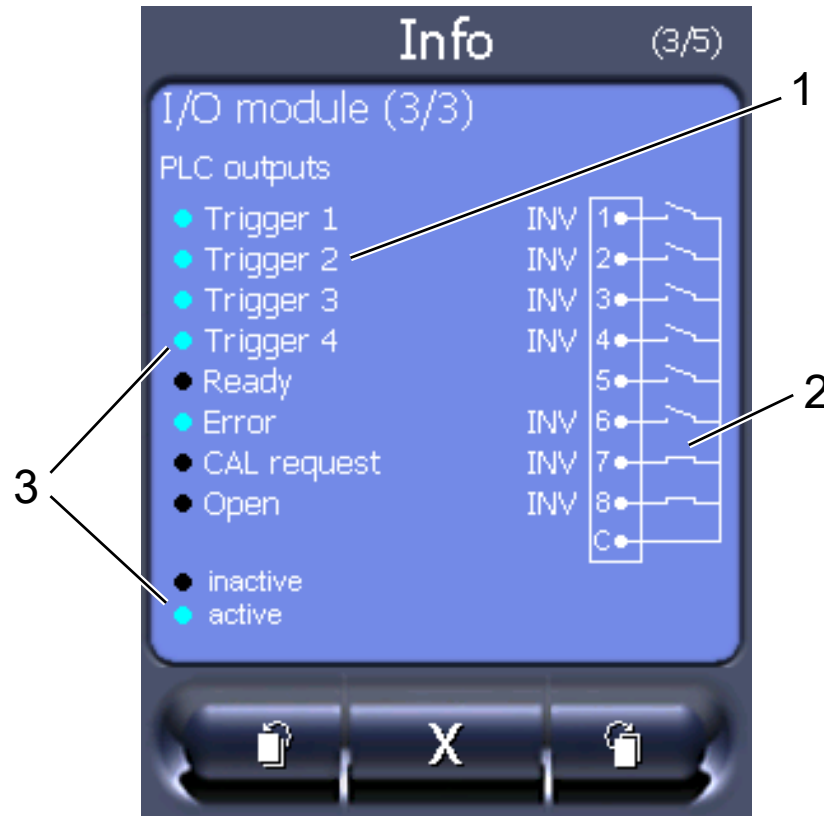 Info (3/5)
I/O module (3/3)
1
PLC outputs
Trigger 1 INV 1
Trigger 2 INV 2
Trigger 3 INV 3
Trigger 4 INV 4
Ready 5
Error INV 6
2
CAL request INV 7
3
Open INV 8
C
inactive
active
X